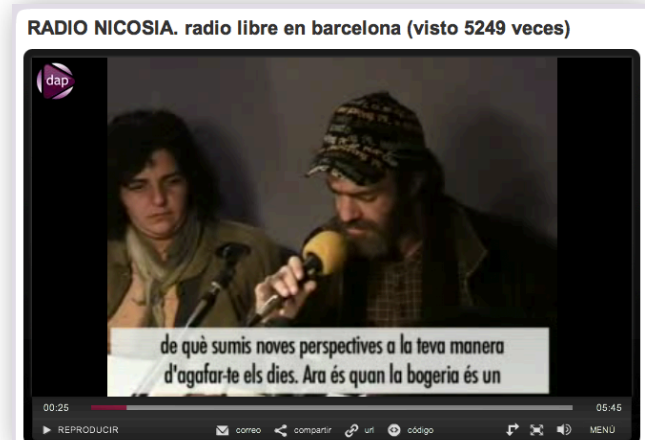 RADIO NICOSIA. radio libre en barcelona (visto 5249 veces)
dap
de què sumis noves perspectives a la teva manera
d'agafar-te els dies. Ara és quan la bogeria és un
00:25 05:45
REPRODUCIR correo compartir url código MENÚ